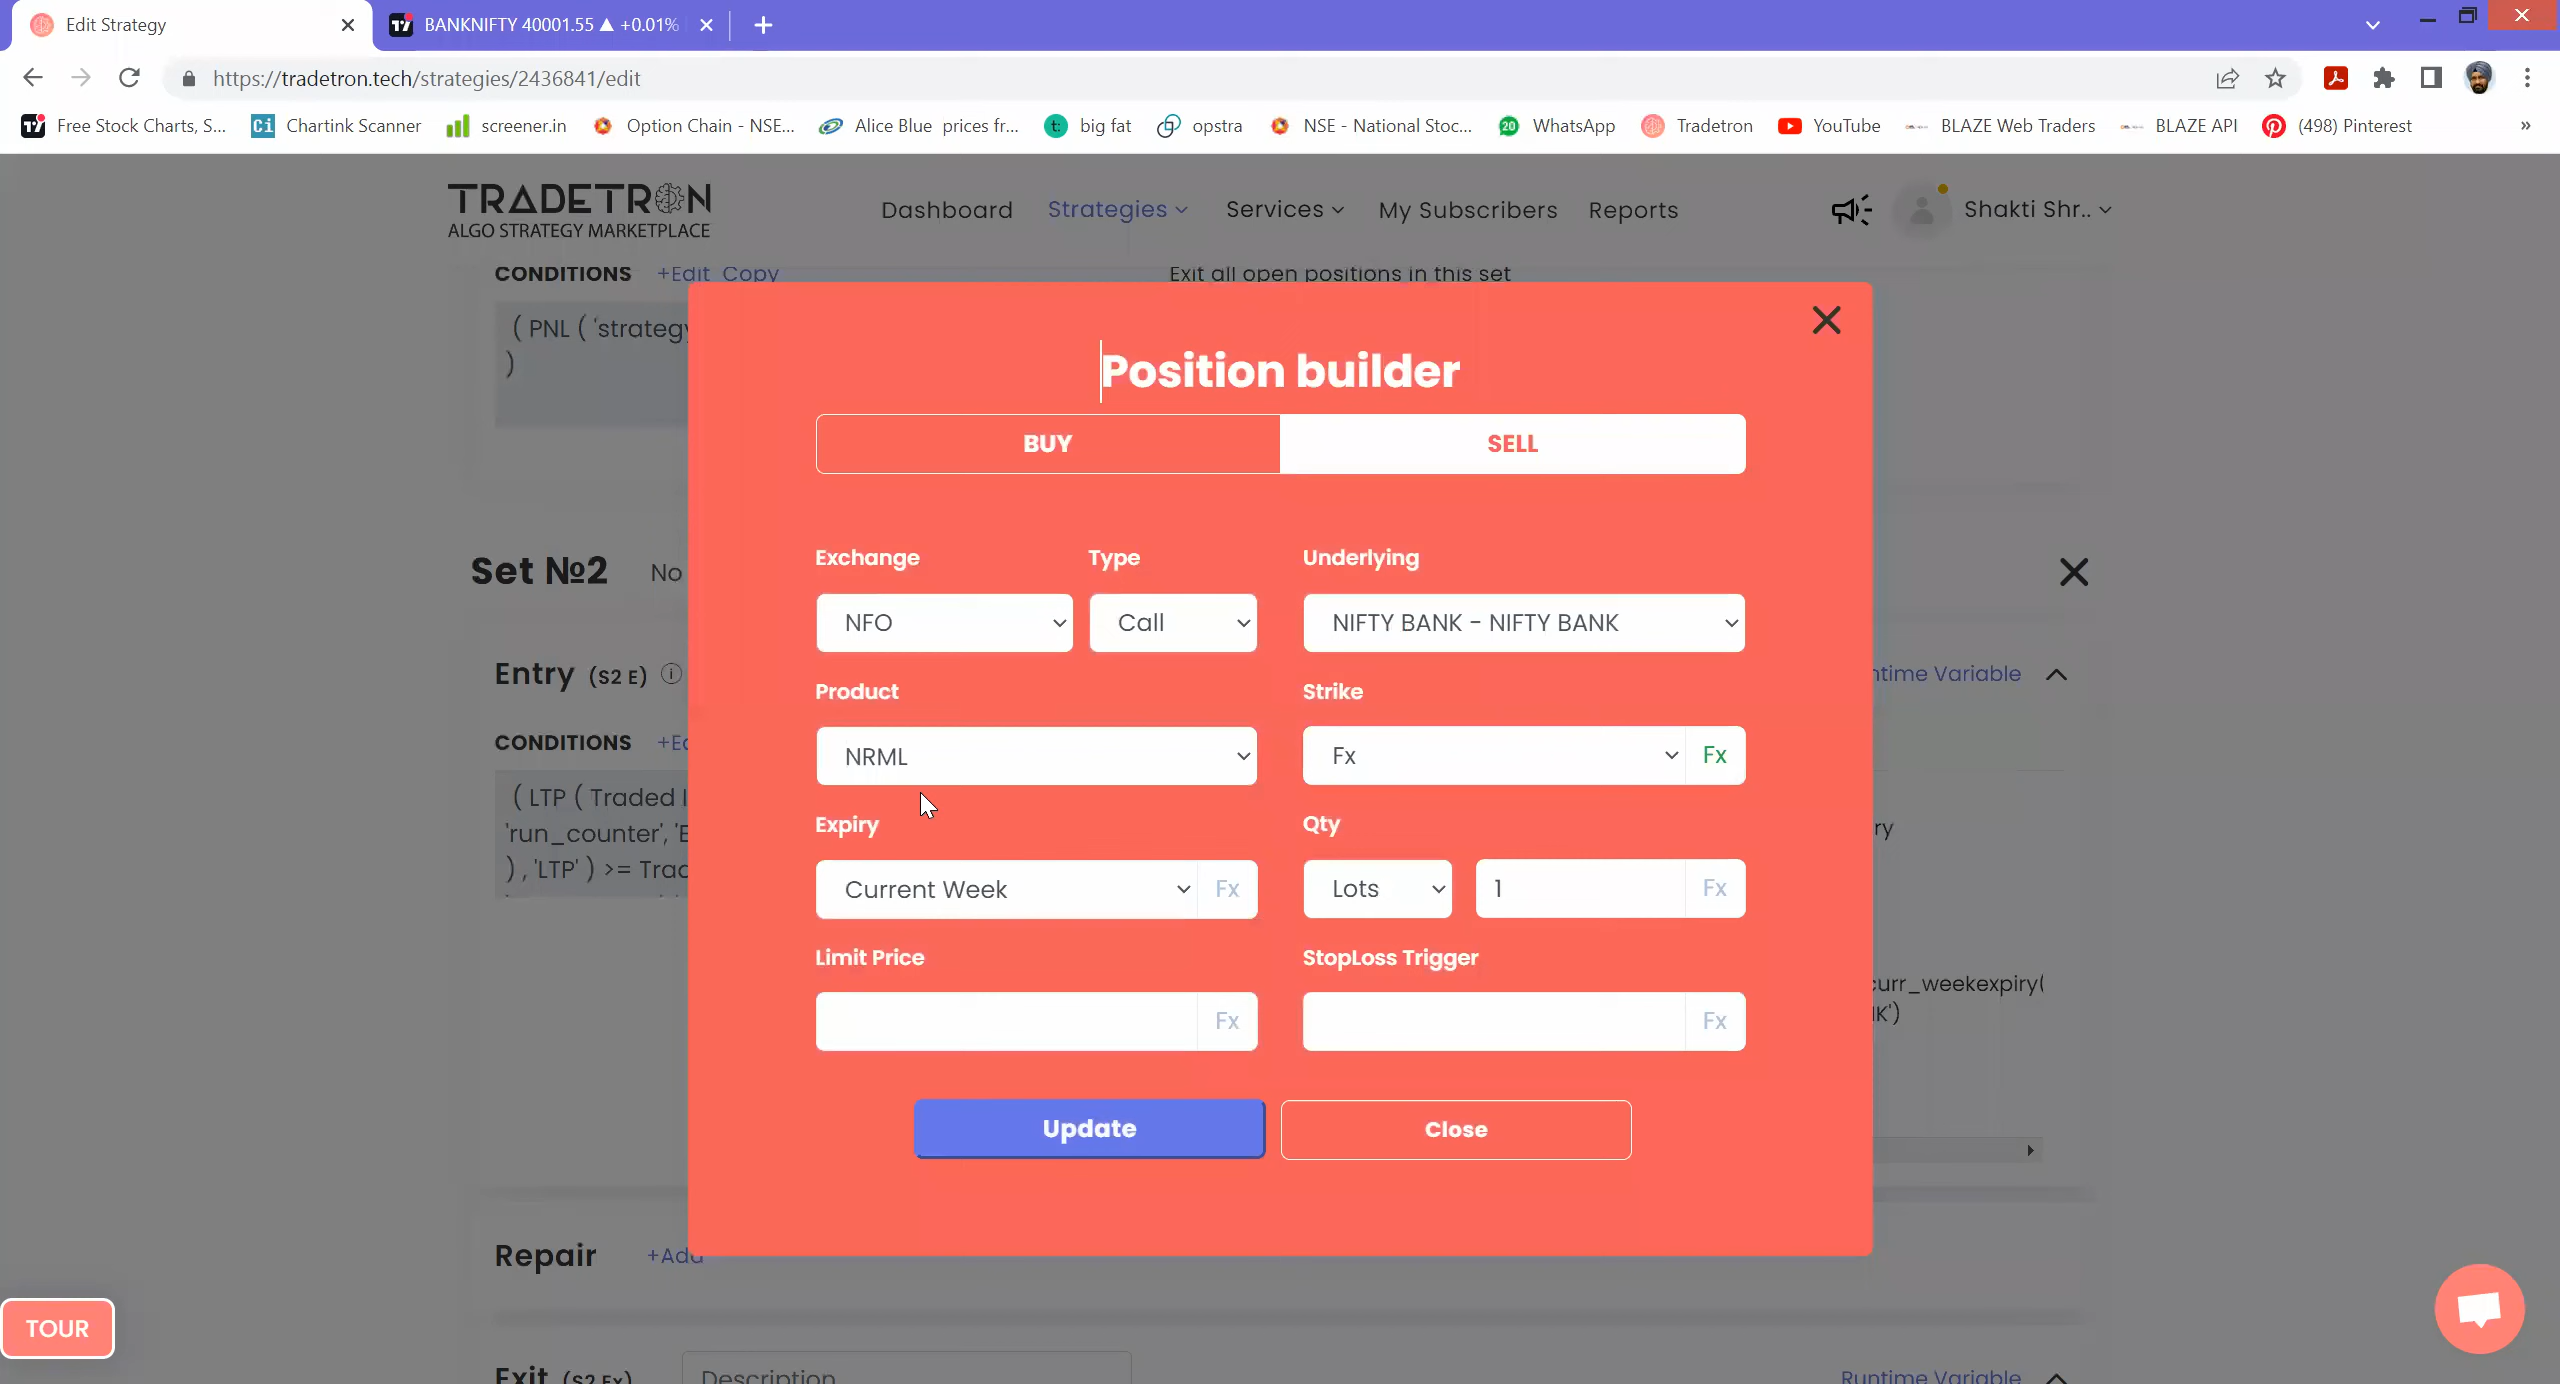 Edit Strategy
BANKNIFTY 40001.55 ▲ +0.01%
https://tradetron.tech/strategies/2436841/edit
Free Stock Charts, S...
Chartink Scanner
screener.in
Option Chain - NSE...
Alice Blue prices fr...
big fat
opstra
NSE - National Stoc...
WhatsApp
Tradetron
YouTube
BLAZE Web Traders
BLAZE API
(498) Pinterest
»
TRADETRON
ALGO STRATEGY MARKETPLACE
Dashboard
Strategies
Services
My Subscribers
Reports
Shakti Shr..
CONDITIONS +Edit Copy
Exit all open positions in this set
( PNL ( 'strategy
)
Position builder
BUY
SELL
Exchange
Type
Underlying
NFO
Call
NIFTY BANK - NIFTY BANK
Product
Strike
NRML
Fx
Fx
Expiry
Qty
Current Week
Fx
Lots
1
Fx
Limit Price
StopLoss Trigger
Fx
Fx
Update
Close
Set №2
No
Entry (S2 E)
ntime Variable
CONDITIONS +Ed
( LTP ( Traded I
'run_counter', 'E
) , 'LTP' ) >= Trad
ry
curr_weekexpiry(
IK')
Repair +Add
TOUR
Exit (S2 Ex)
Description
Runtime Variable